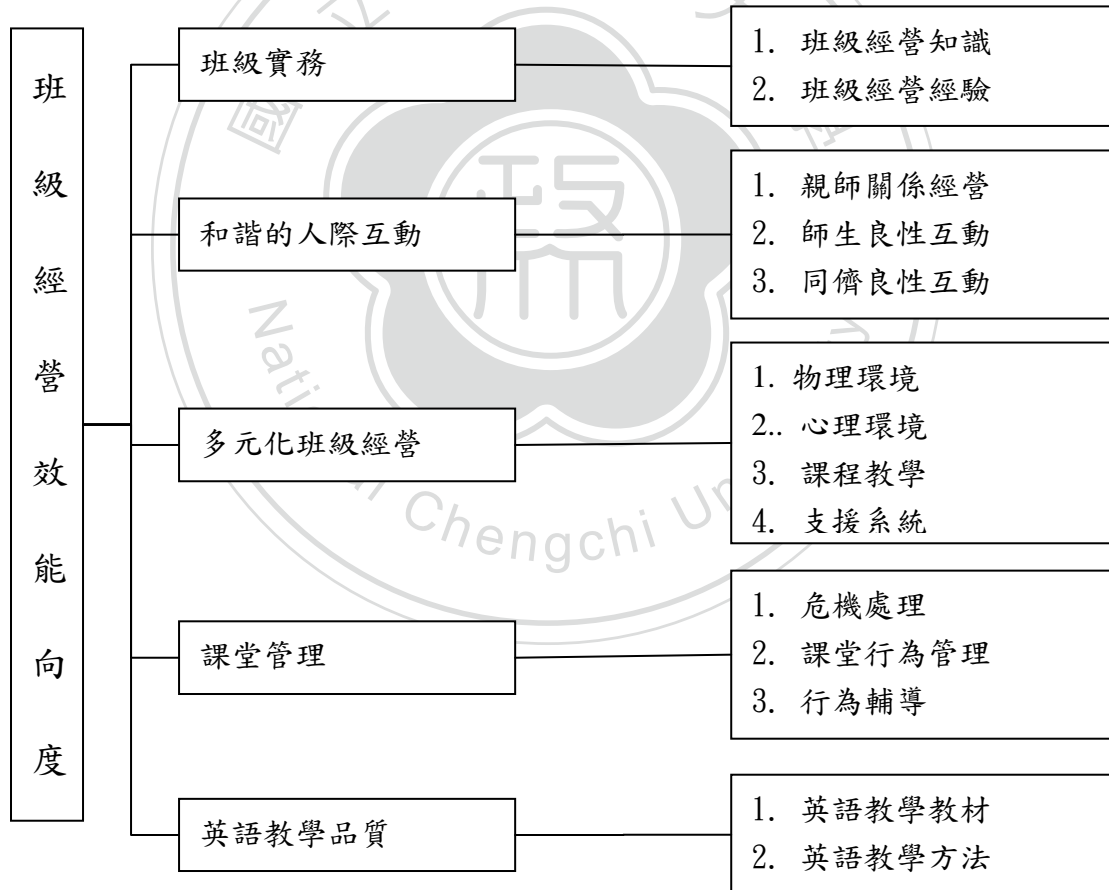 班級經營效能向度
班級實務
1. 班級經營知識
2. 班級經營經驗
和諧的人際互動
1. 親師關係經營
2. 師生良性互動
3. 同儕良性互動
多元化班級經營
1. 物理環境
2.. 心理環境
3. 課程教學
4. 支援系統
課堂管理
1. 危機處理
2. 課堂行為管理
3. 行為輔導
英語教學品質
1. 英語教學教材
2. 英語教學方法
國
政
Chengchi